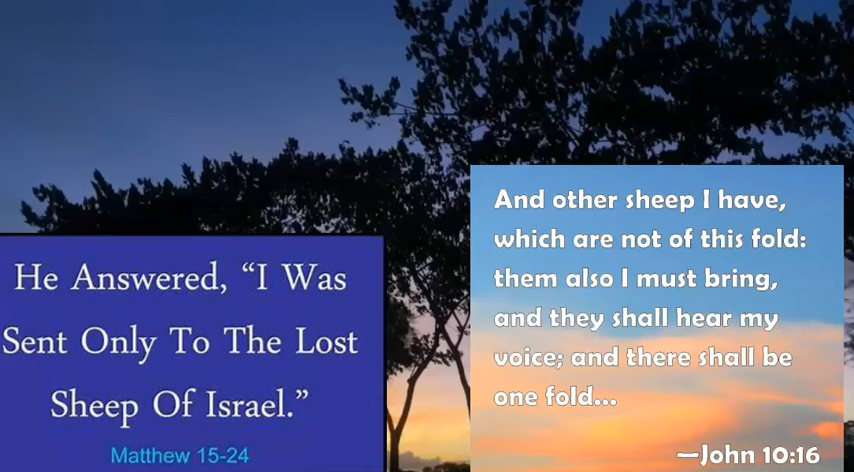 He Answered, “I Was
Sent Only To The Lost
Sheep Of Israel.”
Matthew 15-24
And other sheep I have,
which are not of this fold:
them also I must bring,
and they shall hear my
voice; and there shall be
one fold...
—John 10:16